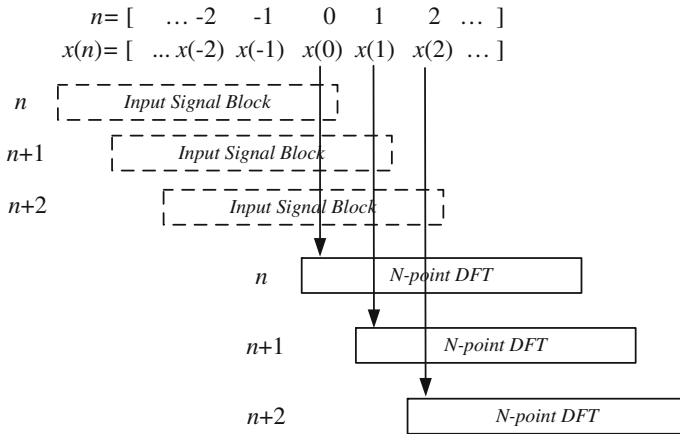 n= [ ... -2 -1 0 1 2 ... ]
x(n)= [ ... x(-2) x(-1) x(0) x(1) x(2) ... ]
n Input Signal Block
n+1 Input Signal Block
n+2 Input Signal Block
n N-point DFT
n+1 N-point DFT
n+2 N-point DFT